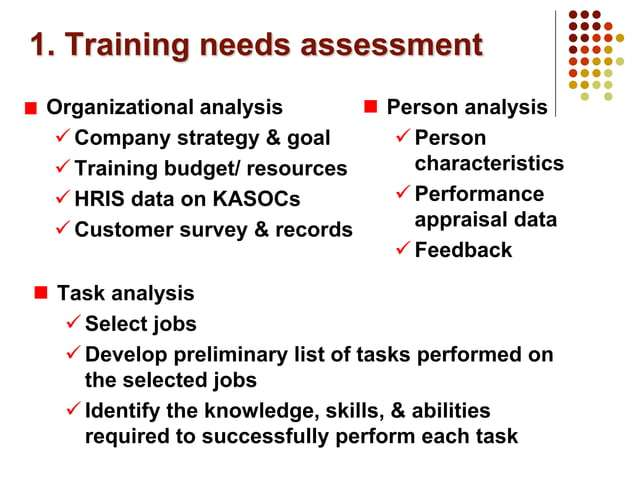 1. Training needs assessment
Organizational analysis
Company strategy & goal
Training budget/ resources
HRIS data on KASOCs
Customer survey & records
Person analysis
Person
characteristics
Performance
appraisal data
Feedback
Task analysis
Select jobs
Develop preliminary list of tasks performed on
the selected jobs
Identify the knowledge, skills, & abilities
required to successfully perform each task